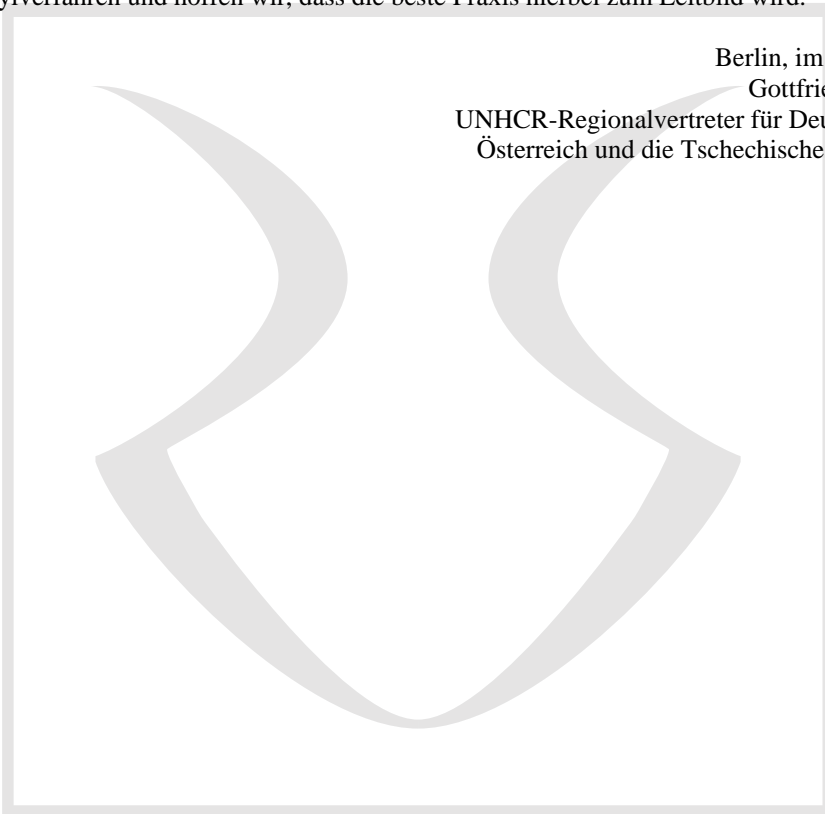 ylverfahren und hoffen wir, dass die beste Praxis hierbei zum Leitbild wird.
Berlin, im
Gottfrie
UNHCR-Regionalvertreter für Deu
Österreich und die Tschechische